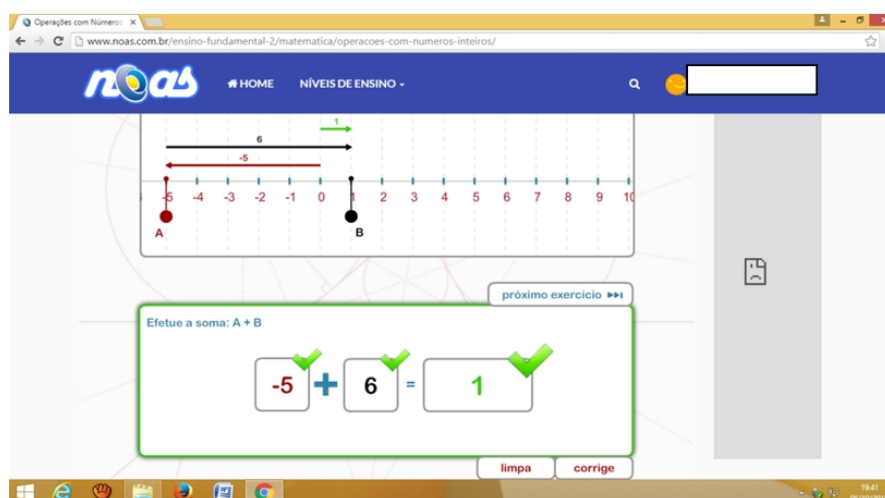 Operações com Número
www.noas.com.br/ensino-fundamental-2/matematica/operacoes-com-numeros-inteiros/
noas
HOME NÍVEIS DE ENSINO
1
6
-5
-5 -4 -3 -2 -1 0 1 2 3 4 5 6 7 8 9 10
A B
próximo exercício
Efetue a soma: A + B
-5 + 6 = 1
limpa corrige
19:41